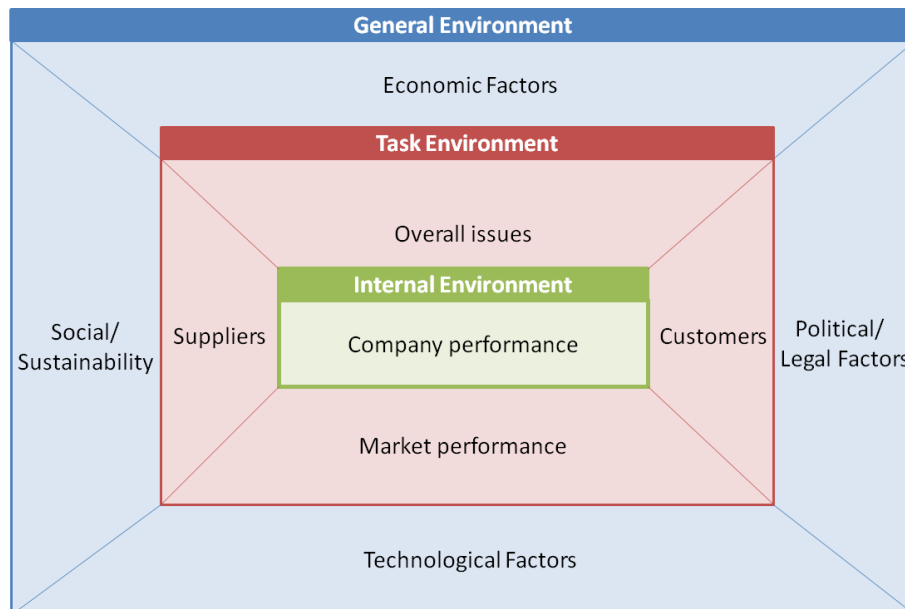 General Environment
Economic Factors
Task Environment
Overall issues
Internal Environment
Social/
Sustainability
Suppliers
Company performance
Customers
Political/
Legal Factors
Market performance
Technological Factors